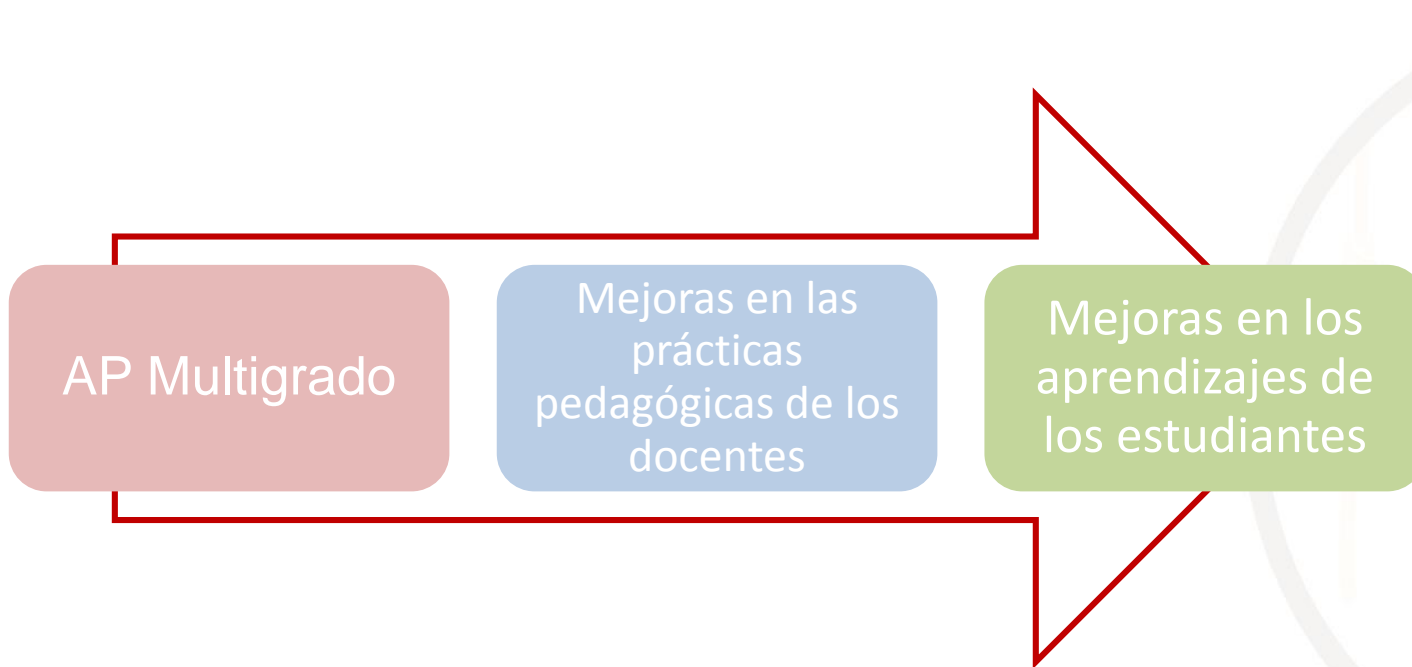 AP Multigrado
Mejoras en las
prácticas
pedagógicas de los
docentes
Mejoras en los
aprendizajes de
los estudiantes